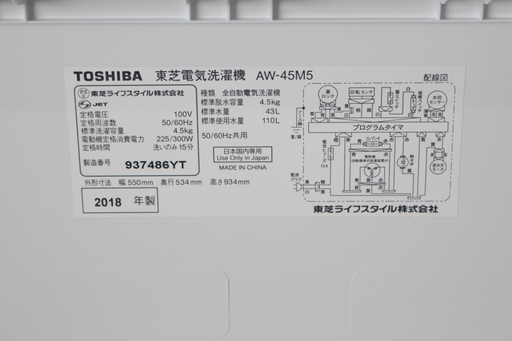 TOSHIBA 東芝電気洗濯機 AW-45M5
配線図
東芝ライフスタイル株式会社
JET
定格電圧 100V
定格周波数 50/60Hz
標準洗濯容量 4.5kg
電動機定格消費電力 225/300W
定格時間 洗いのみ 15分
製造番号 937486YT
種類 全自動電気洗濯機
標準脱水容量 4.5kg
標準水量 43L
標準使用水量 110L
50/60Hz共用
日本国内専用
Use Only in Japan
MADE IN CHINA
外形寸法 幅 550mm 奥行 534mm 高さ934mm
2018 年製
プログラムタイマ
東芝ライフスタイル株式会社